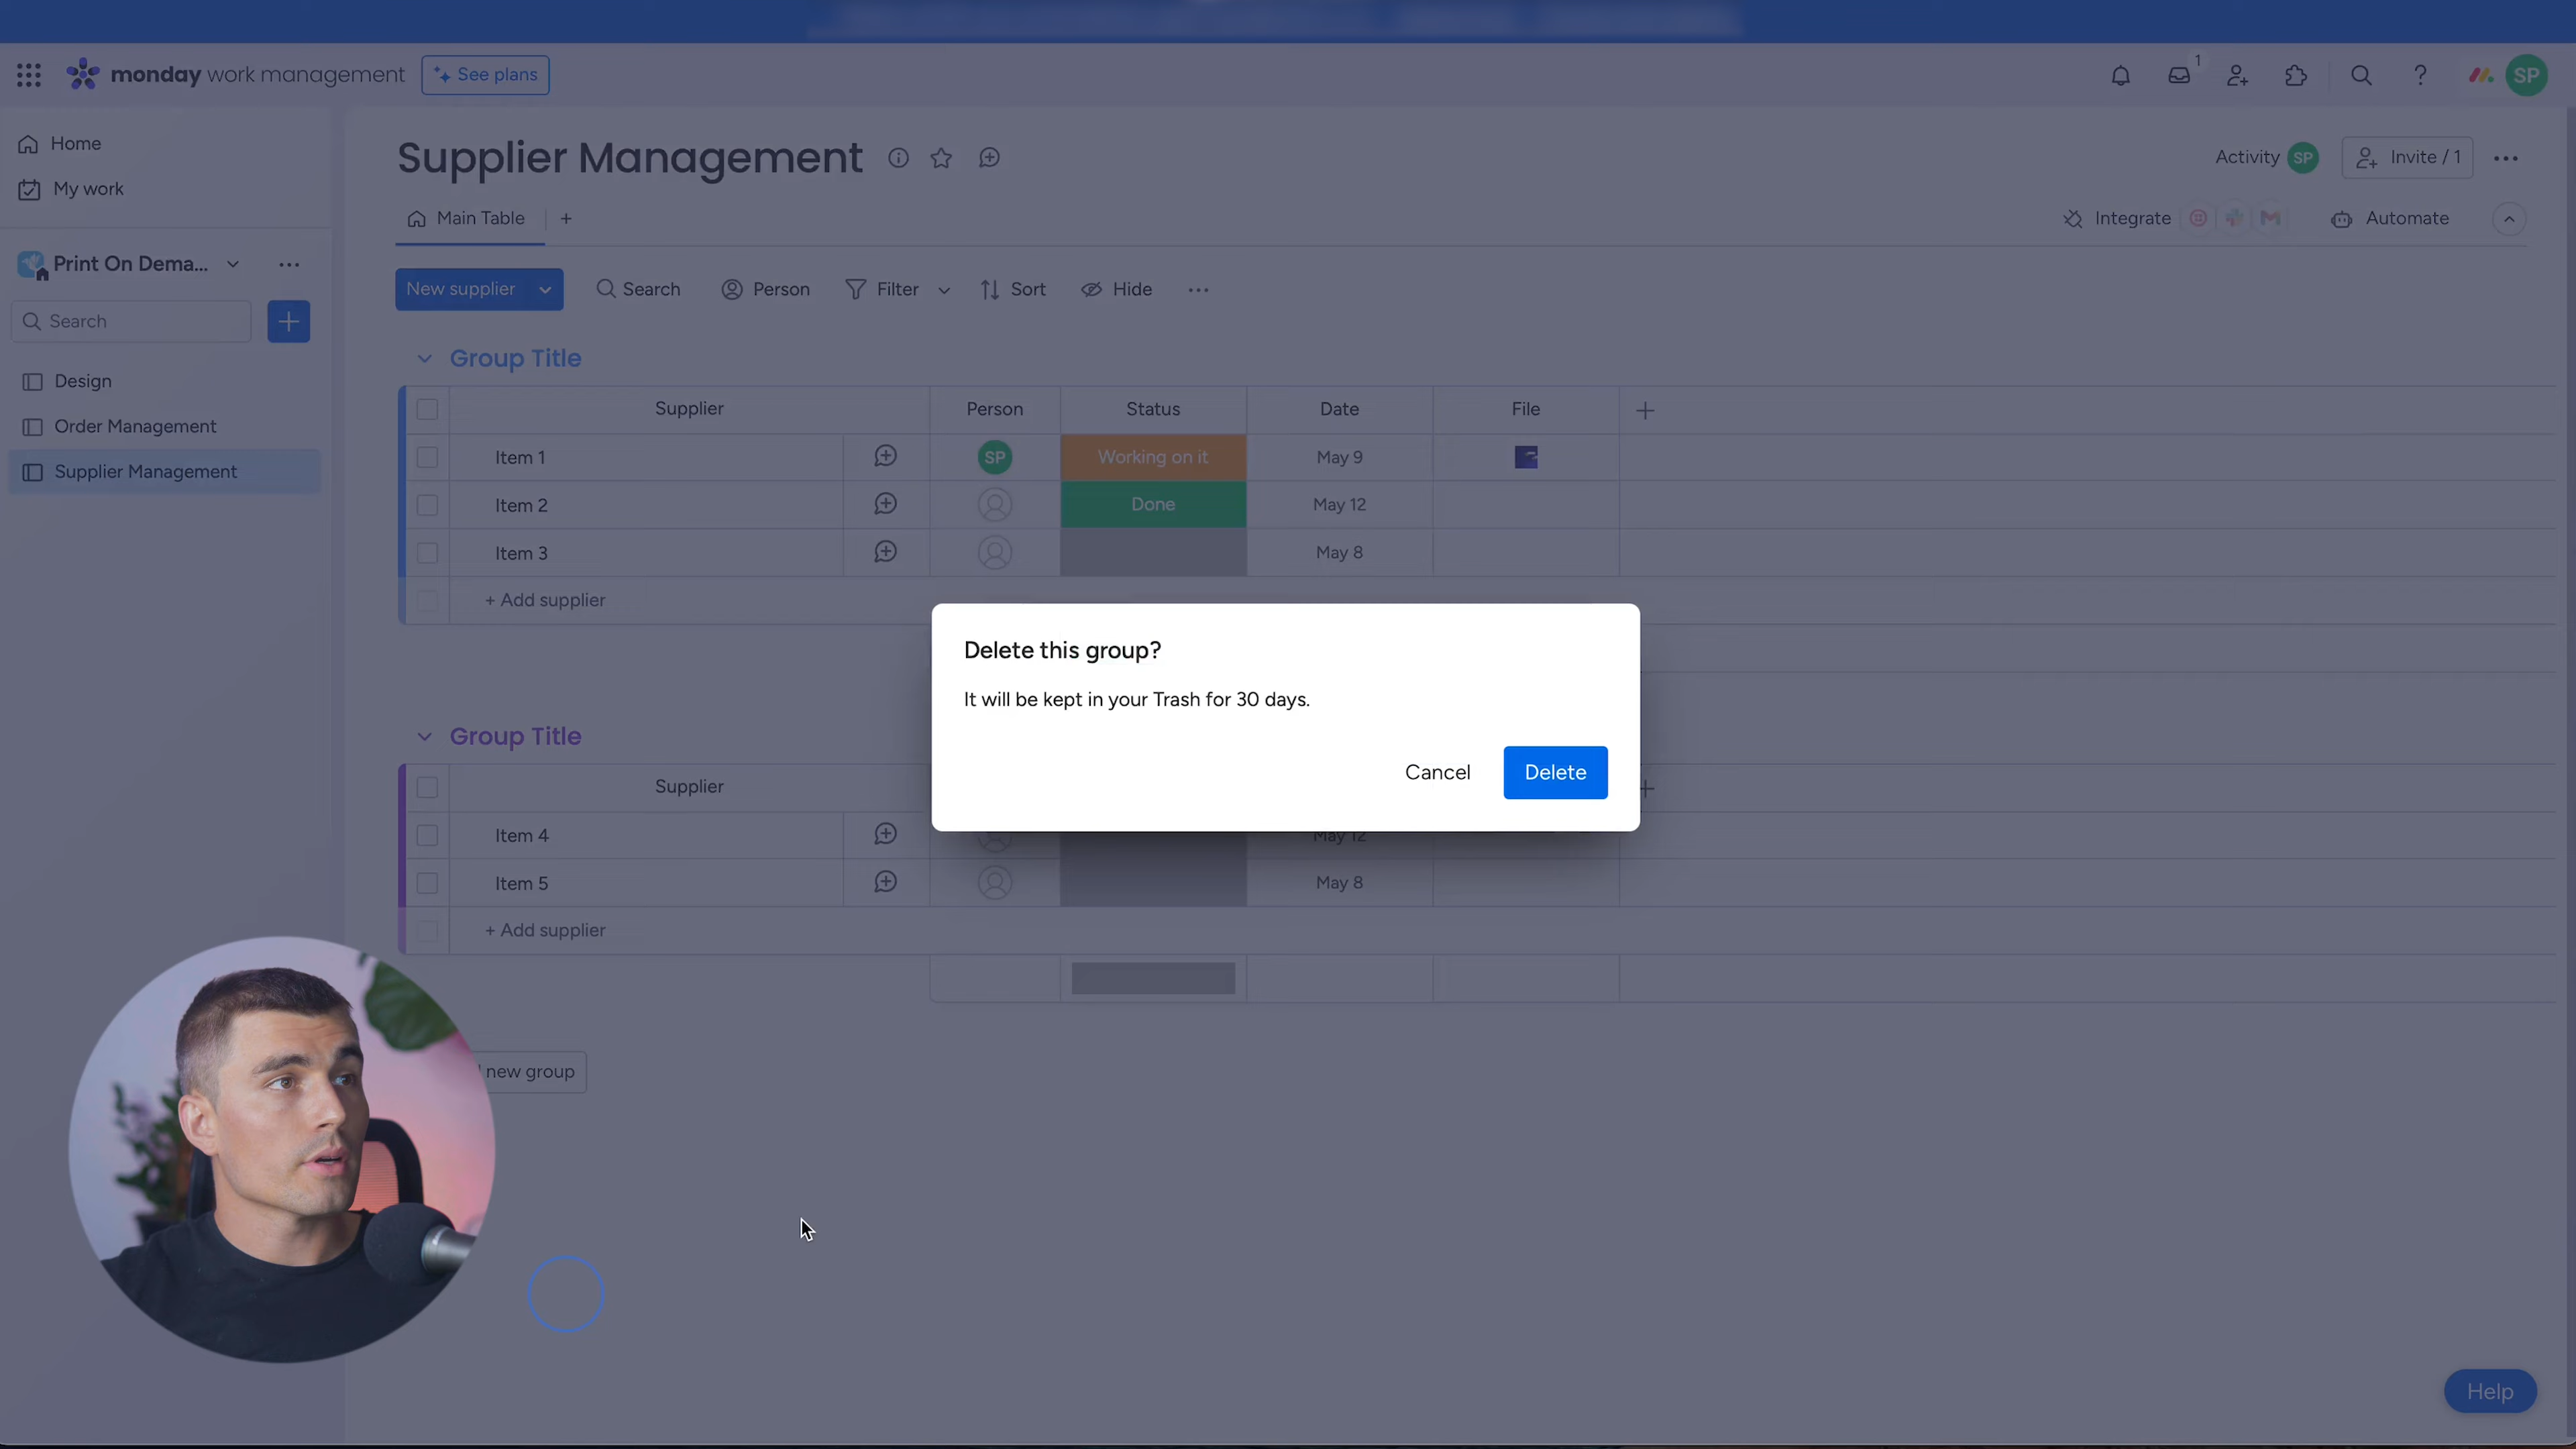 monday work management
See plans
1
SP
Home
My work
Print On Dema...
Search
Design
Order Management
Supplier Management
Supplier Management
Activity SP
Invite / 1
Main Table
Integrate
Automate
New supplier
Search
Person
Filter
Sort
Hide
Group Title
Supplier Person Status Date File
Item 1 SP Working on it May 9
Item 2 Done May 12
Item 3 May 8
+ Add supplier
Delete this group?
It will be kept in your Trash for 30 days.
Cancel Delete
Group Title
Supplier
Item 4 May 12
Item 5 May 8
+ Add supplier
new group
Help